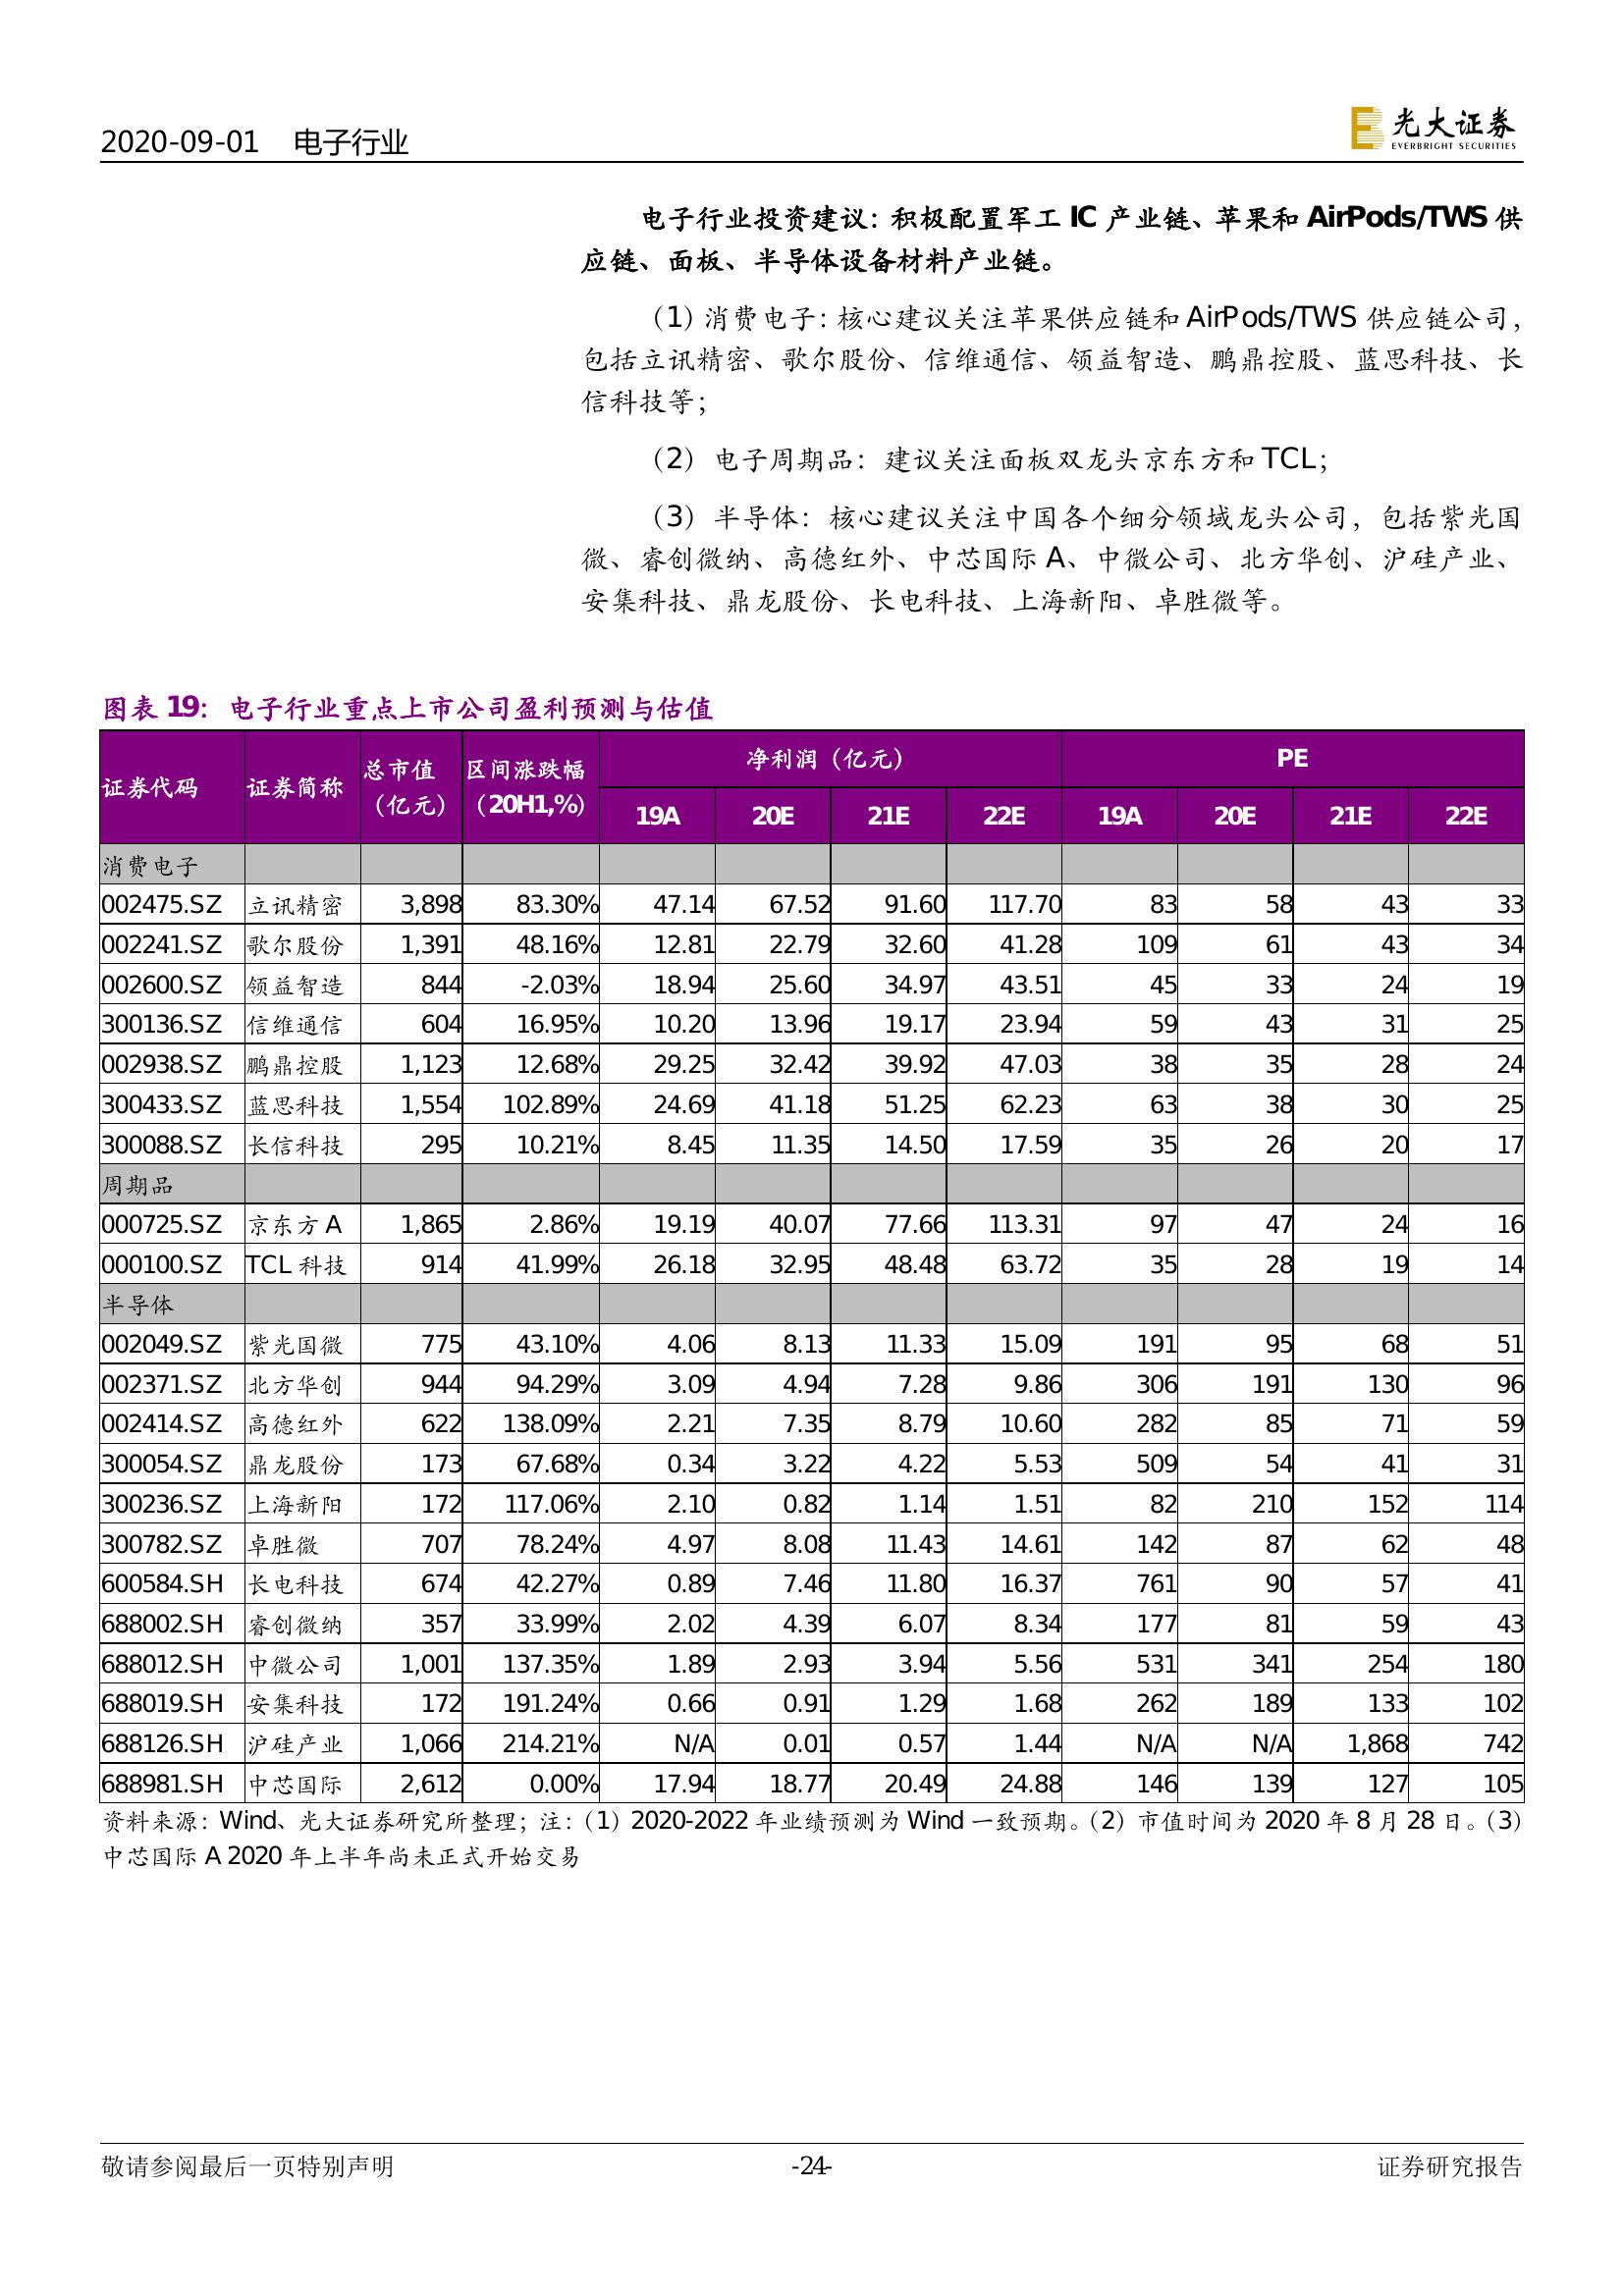 2020-09-01 电子行业
光大证券
EVERBRIGHT SECURITIES
电子行业投资建议：积极配置军工 IC 产业链、苹果和 AirPods/TWS 供
应链、面板、半导体设备材料产业链。
（1）消费电子：核心建议关注苹果供应链和 AirPods/TWS 供应链公司，
包括立讯精密、歌尔股份、信维通信、领益智造、鹏鼎控股、蓝思科技、长
信科技等；
（2）电子周期品：建议关注面板双龙头京东方和 TCL；
（3）半导体：核心建议关注中国各个细分领域龙头公司，包括紫光国
微、睿创微纳、高德红外、中芯国际 A、中微公司、北方华创、沪硅产业、
安集科技、鼎龙股份、长电科技、上海新阳、卓胜微等。
图表 19：电子行业重点上市公司盈利预测与估值
证券代码 证券简称 总市值（亿元） 区间涨跌幅（20H1,%) 净利润（亿元） PE
19A 20E 21E 22E 19A 20E 21E 22E
消费电子
002475.SZ 立讯精密 3,898 83.30% 47.14 67.52 91.60 117.70 83 58 43 33
002241.SZ 歌尔股份 1,391 48.16% 12.81 22.79 32.60 41.28 109 61 43 34
002600.SZ 领益智造 844 -2.03% 18.94 25.60 34.97 43.51 45 33 24 19
300136.SZ 信维通信 604 16.95% 10.20 13.96 19.17 23.94 59 43 31 25
002938.SZ 鹏鼎控股 1,123 12.68% 29.25 32.42 39.92 47.03 38 35 28 24
300433.SZ 蓝思科技 1,554 102.89% 24.69 41.18 51.25 62.23 63 38 30 25
300088.SZ 长信科技 295 10.21% 8.45 11.35 14.50 17.59 35 26 20 17
周期品
000725.SZ 京东方 A 1,865 2.86% 19.19 40.07 77.66 113.31 97 47 24 16
000100.SZ TCL 科技 914 41.99% 26.18 32.95 48.48 63.72 35 28 19 14
半导体
002049.SZ 紫光国微 775 43.10% 4.06 8.13 11.33 15.09 191 95 68 51
002371.SZ 北方华创 944 94.29% 3.09 4.94 7.28 9.86 306 191 130 96
002414.SZ 高德红外 622 138.09% 2.21 7.35 8.79 10.60 282 85 71 59
300054.SZ 鼎龙股份 173 67.68% 0.34 3.22 4.22 5.53 509 54 41 31
300236.SZ 上海新阳 172 117.06% 2.10 0.82 1.14 1.51 82 210 152 114
300782.SZ 卓胜微 707 78.24% 4.97 8.08 11.43 14.61 142 87 62 48
600584.SH 长电科技 674 42.27% 0.89 7.46 11.80 16.37 761 90 57 41
688002.SH 睿创微纳 357 33.99% 2.02 4.39 6.07 8.34 177 81 59 43
688012.SH 中微公司 1,001 137.35% 1.89 2.93 3.94 5.56 531 341 254 180
688019.SH 安集科技 172 191.24% 0.66 0.91 1.29 1.68 262 189 133 102
688126.SH 沪硅产业 1,066 214.21% N/A 0.01 0.57 1.44 N/A N/A 1,868 742
688981.SH 中芯国际 2,612 0.00% 17.94 18.77 20.49 24.88 146 139 127 105
资料来源：Wind、光大证券研究所整理；注：（1）2020-2022 年业绩预测为 Wind 一致预期。（2）市值时间为 2020 年 8 月 28 日。（3）
中芯国际 A 2020 年上半年尚未正式开始交易
敬请参阅最后一页特别声明 -24- 证券研究报告